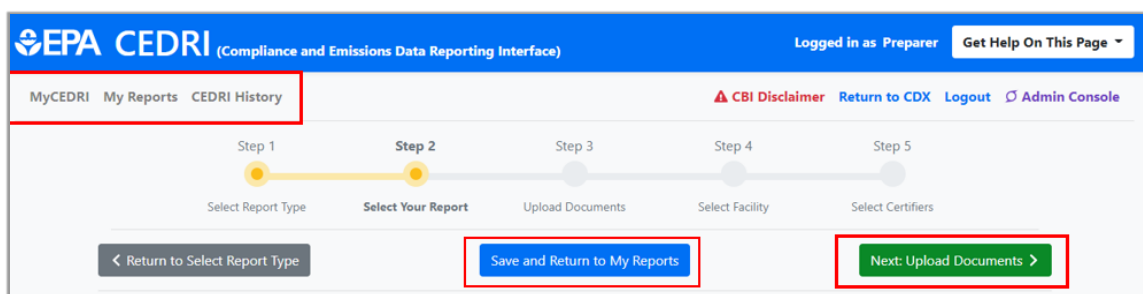 EPA CEDRI (Compliance and Emissions Data Reporting Interface) Logged in as Preparer Get Help On This Page
MyCEDRI My Reports CEDRI History CBI Disclaimer Return to CDX Logout Admin Console
Step 1 Step 2 Step 3 Step 4 Step 5
Select Report Type Select Your Report Upload Documents Select Facility Select Certifiers
Return to Select Report Type Save and Return to My Reports Next: Upload Documents